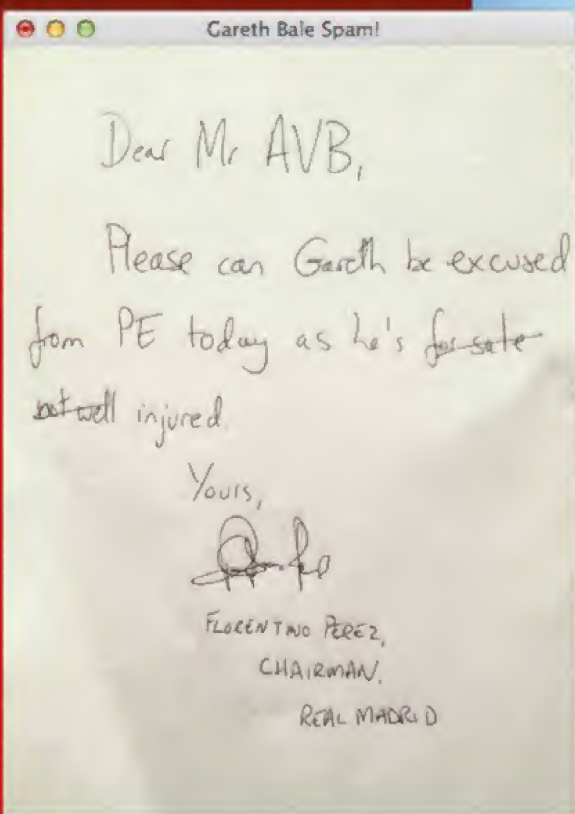 Gareth Bale Spam!
Dear Mr AVB,
Please can Gareth be excused
from PE today as he's for sale
not well injured.
Yours,
FLORENTINO PEREZ,
CHAIRMAN,
REAL MADRID